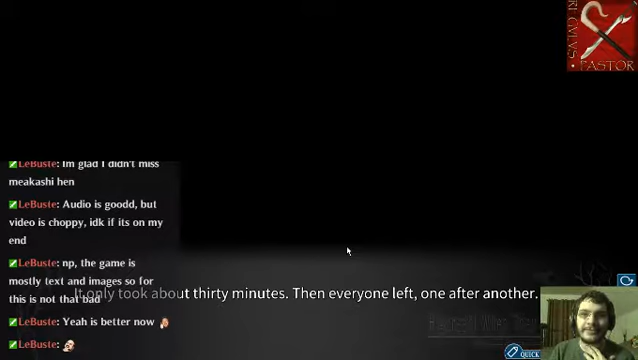 PASTOR
LeBuste: Im glad I didn't miss
meakashi hen
LeBuste: Audio is goodd, but
video is choppy, idk if its on my
end
LeBuste: np, the game is
mostly text and images so for
this is not that bad
It only took about thirty minutes. Then everyone left, one after another.
LeBuste: Yeah is better now
LeBuste:
QUICK